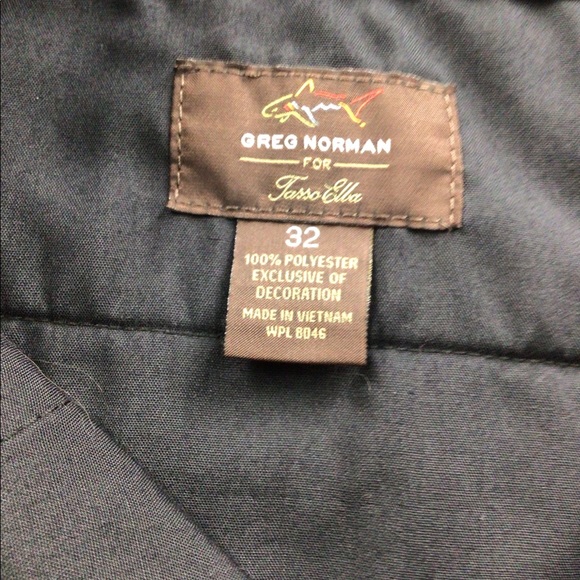 GREG NORMAN
FOR
Tasso Elba
32
100% POLYESTER
EXCLUSIVE OF
DECORATION
MADE IN VIETNAM
WPL 8046